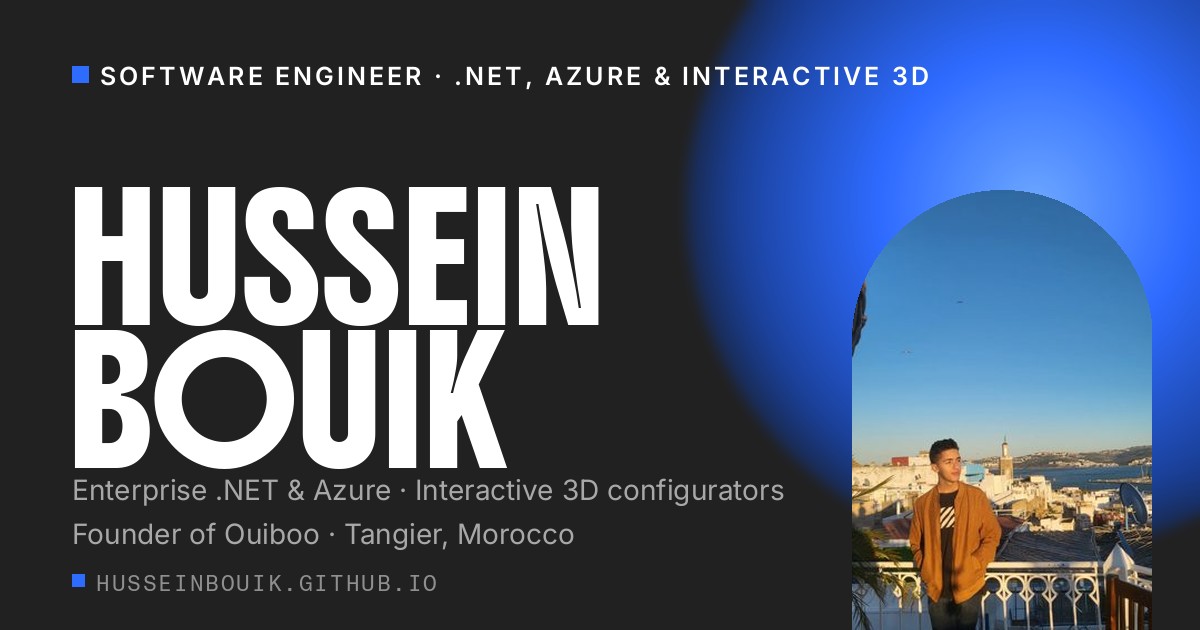 SOFTWARE ENGINEER · .NET, AZURE & INTERACTIVE 3D
HUSSEIN
BOUIK
Enterprise .NET & Azure · Interactive 3D configurators
Founder of Ouiboo · Tangier, Morocco
HUSSEINBOUIK.GITHUB.IO